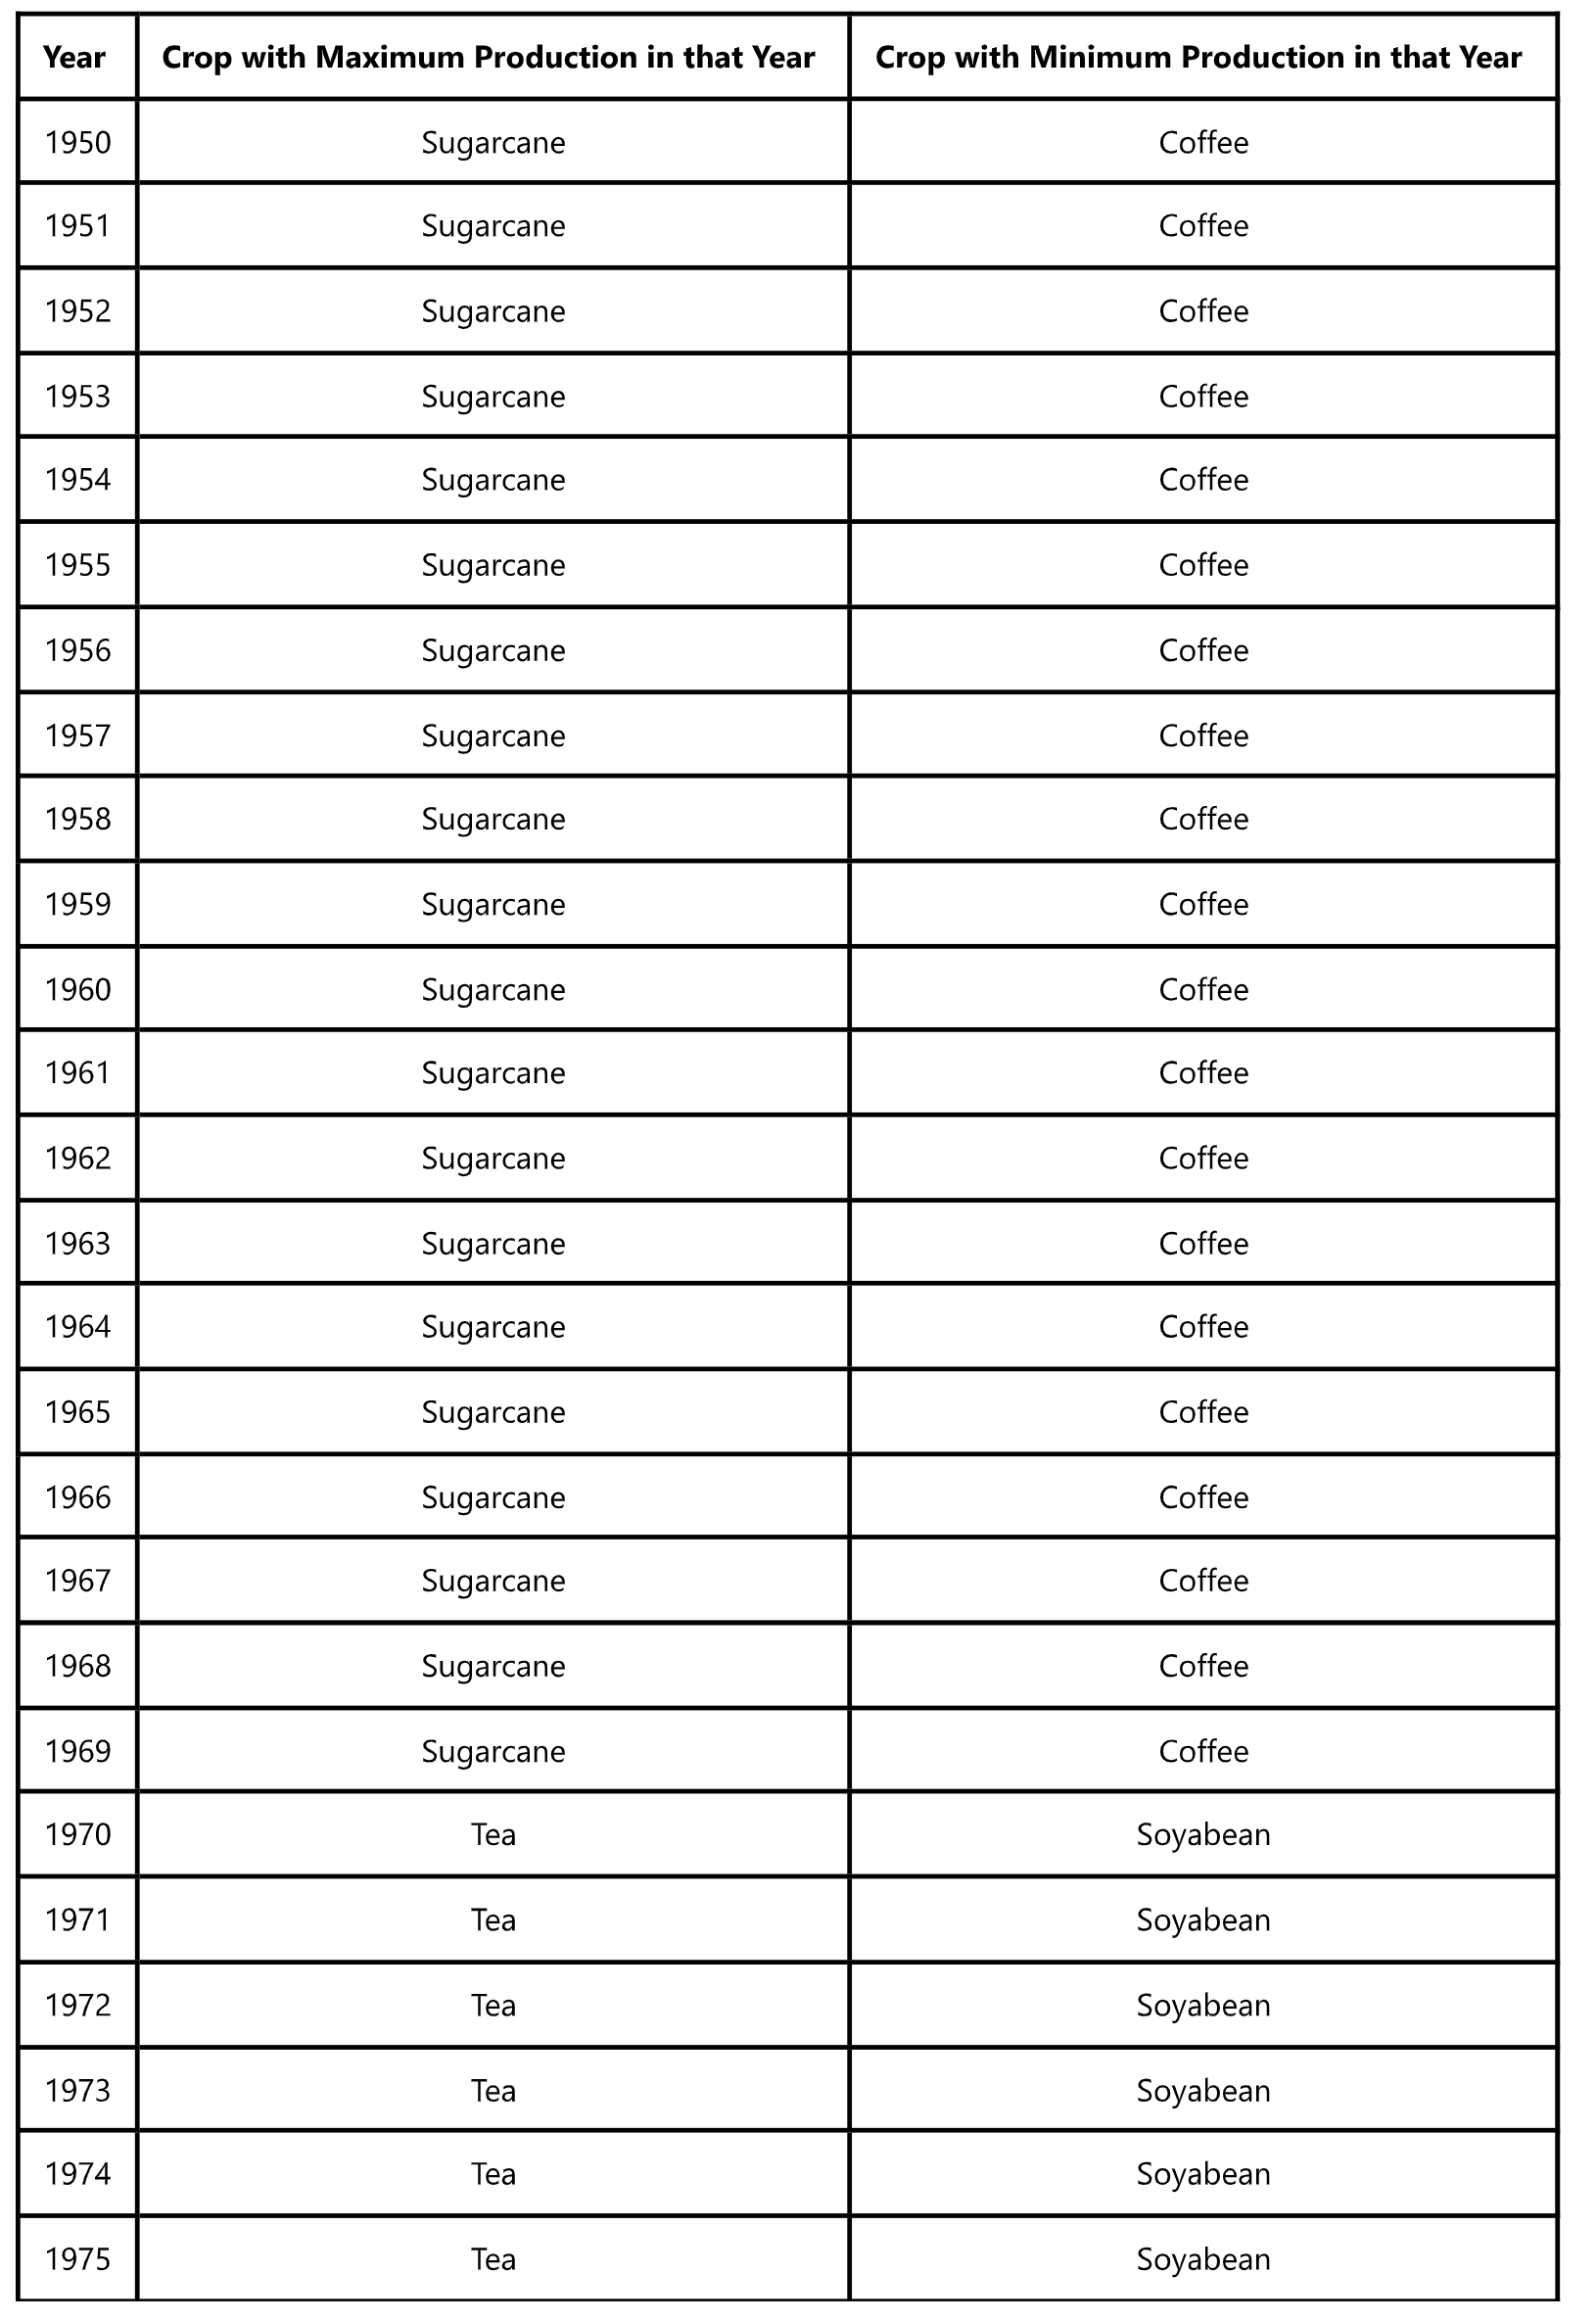 Year Crop with Maximum Production in that Year Crop with Minimum Production in that Year
1950 Sugarcane Coffee
1951 Sugarcane Coffee
1952 Sugarcane Coffee
1953 Sugarcane Coffee
1954 Sugarcane Coffee
1955 Sugarcane Coffee
1956 Sugarcane Coffee
1957 Sugarcane Coffee
1958 Sugarcane Coffee
1959 Sugarcane Coffee
1960 Sugarcane Coffee
1961 Sugarcane Coffee
1962 Sugarcane Coffee
1963 Sugarcane Coffee
1964 Sugarcane Coffee
1965 Sugarcane Coffee
1966 Sugarcane Coffee
1967 Sugarcane Coffee
1968 Sugarcane Coffee
1969 Sugarcane Coffee
1970 Tea Soyabean
1971 Tea Soyabean
1972 Tea Soyabean
1973 Tea Soyabean
1974 Tea Soyabean
1975 Tea Soyabean